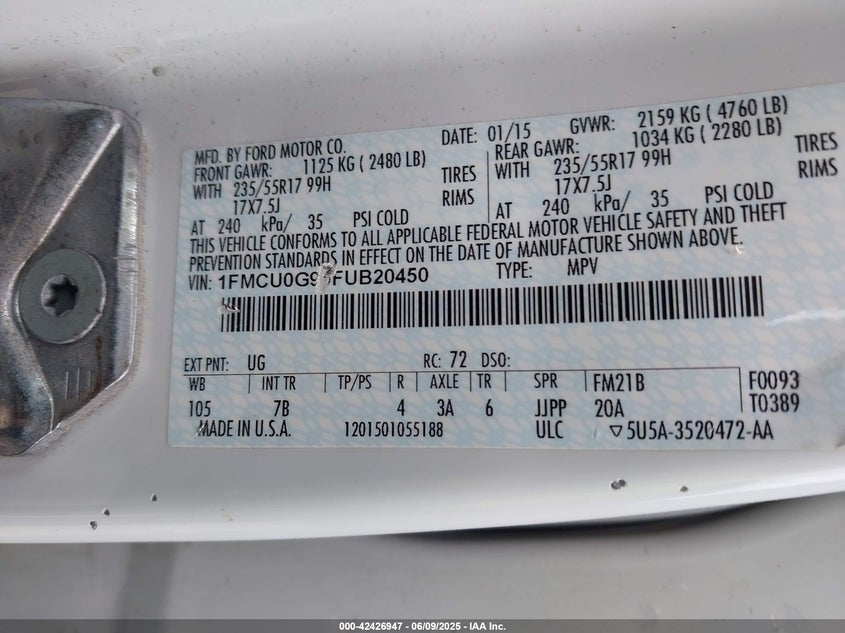 MFD. BY FORD MOTOR CO. DATE: 01/15 GVWR: 2159 KG ( 4760 LB)
FRONT GAWR: 1125 KG ( 2480 LB) REAR GAWR: 1034 KG ( 2280 LB)
WITH 235/55R17 99H TIRES WITH 235/55R17 99H TIRES
17X7.5J RIMS 17X7.5J RIMS
AT 240 kPa/ 35 PSI COLD AT 240 kPa/ 35 PSI COLD
THIS VEHICLE CONFORMS TO ALL APPLICABLE FEDERAL MOTOR VEHICLE SAFETY AND THEFT
PREVENTION STANDARDS IN EFFECT ON THE DATE OF MANUFACTURE SHOWN ABOVE.
VIN: TYPE: MPV
EXT PNT: UG RC: 72 DSO:
WB INT TR TP/PS R AXLE TR SPR FM21B F0093
105 7B 4 3A 6 JJPP 20A T0389
MADE IN U.S.A. 1201501055188 ULC ▽5U5A-3520472-AA
000-42426947 | 06/09/2025 - IAA Inc.